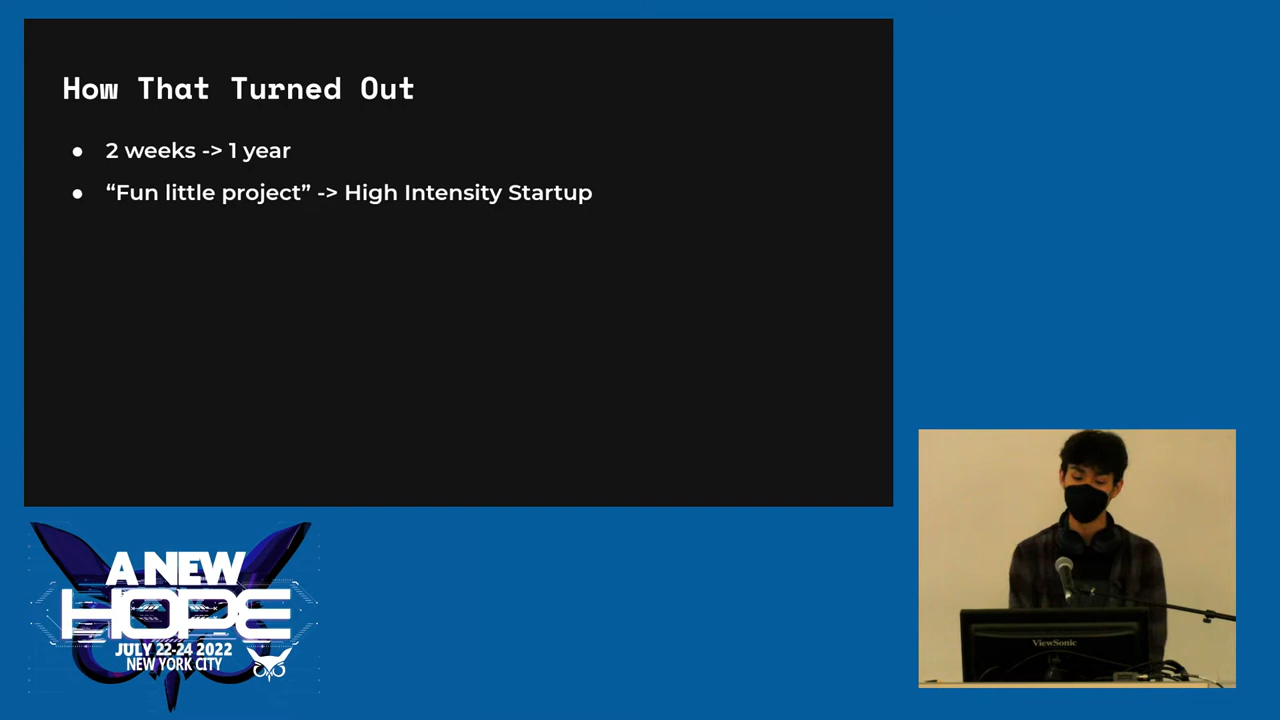 How That Turned Out
● 2 weeks -> 1 year
● “Fun little project” -> High Intensity Startup
A NEW
HOPE
JULY 22-24 2022
NEW YORK CITY
ViewSonic